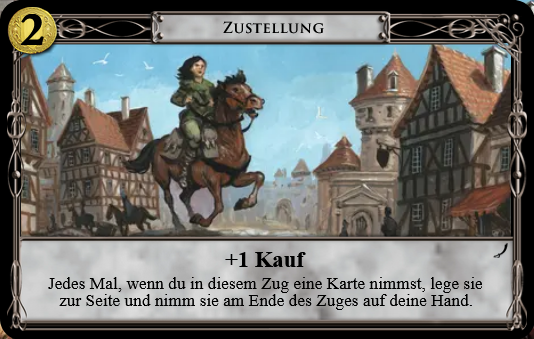 2
ZUSTELLUNG
+1 Kauf
Jedes Mal, wenn du in diesem Zug eine Karte nimmst, lege sie
zur Seite und nimm sie am Ende des Zuges auf deine Hand.